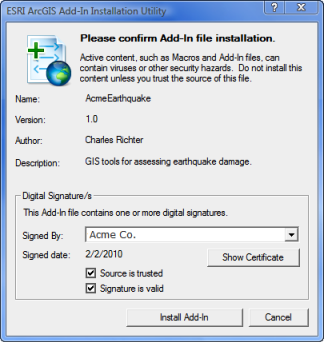 ESRI ArcGIS Add-In Installation Utility
Please confirm Add-In file installation.
Active content, such as Macros and Add-In files, can
contain viruses or other security hazards. Do not install this
content unless you trust the source of this file.
Name: AcmeEarthquake
Version: 1.0
Author: Charles Richter
Description: GIS tools for assessing earthquake damage.
Digital Signature/s
This Add-In file contains one or more digital signatures.
Signed By: Acme Co.
Signed date: 2/2/2010 Show Certificate
Source is trusted
Signature is valid
Install Add-In Cancel